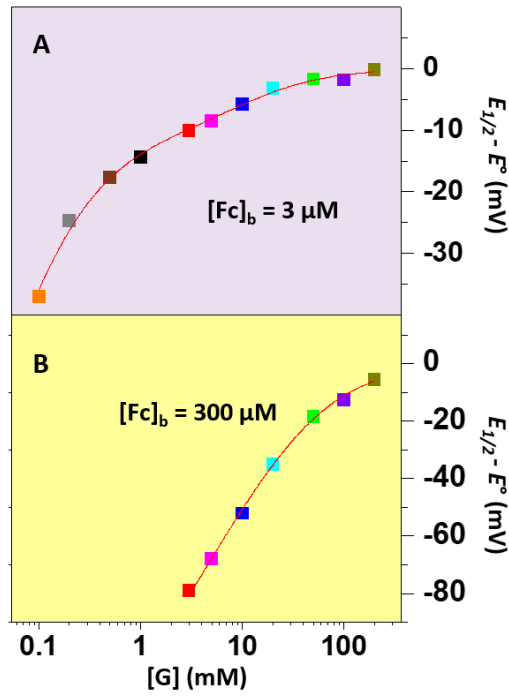 A
0
-10
-20
-30
E1/2 - E° (mV)
[Fc]b = 3 µM
B
0
-20
-40
-60
-80
E1/2 - E° (mV)
[Fc]b = 300 µM
0.1 1 10 100
[G] (mM)